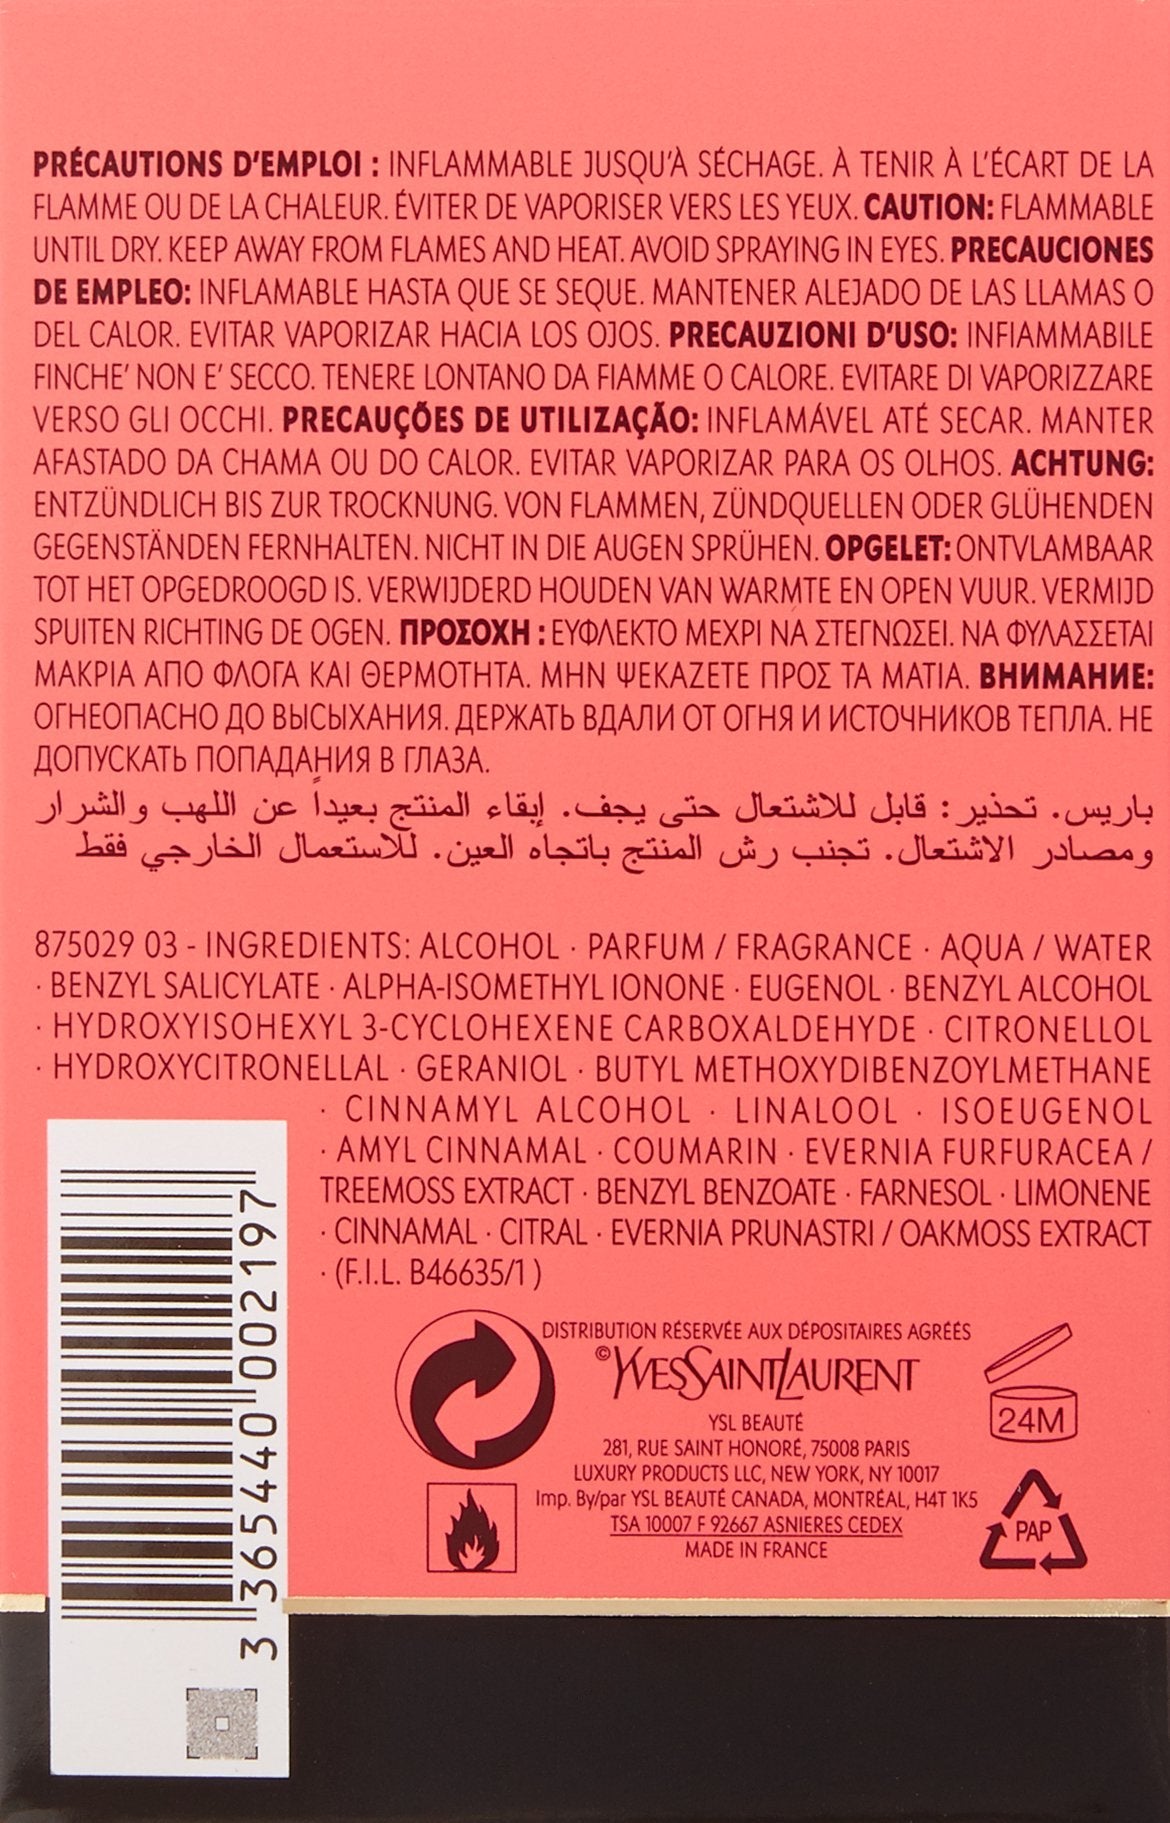 PRÉCAUTIONS D'EMPLOI : INFLAMMABLE JUSQU'À SÉCHAGE. À TENIR À L'ÉCART DE LA
FLAMME OU DE LA CHALEUR. ÉVITER DE VAPORISER VERS LES YEUX. CAUTION: FLAMMABLE
UNTIL DRY. KEEP AWAY FROM FLAMES AND HEAT. AVOID SPRAYING IN EYES. PRECAUCIONES
DE EMPLEO: INFLAMABLE HASTA QUE SE SEQUE. MANTENER ALEJADO DE LAS LLAMAS O
DEL CALOR. EVITAR VAPORIZAR HACIA LOS OJOS. PRECAUZIONI D'USO: INFIAMMABILE
FINCHE' NON E' SECCO. TENERE LONTANO DA FIAMME O CALORE. EVITARE DI VAPORIZZARE
VERSO GLI OCCHI. PRECAUÇÕES DE UTILIZAÇÃO: INFLAMÁVEL ATÉ SECAR. MANTER
AFASTADO DA CHAMA OU DO CALOR. EVITAR VAPORIZAR PARA OS OLHOS. ACHTUNG:
ENTZÜNDLICH BIS ZUR TROCKNUNG. VON FLAMMEN, ZÜNDQUELLEN ODER GLÜHENDEN
GEGENSTÄNDEN FERNHALTEN. NICHT IN DIE AUGEN SPRÜHEN. OPGELET: ONTVLAMBAAR
TOT HET OPGEDROOGD IS. VERWIJDERD HOUDEN VAN WARMTE EN OPEN VUUR. VERMIJD
SPUITEN RICHTING DE OGEN. ΠΡΟΣΟΧΗ : ΕΥΦΛΕΚΤΟ ΜΕΧΡΙ ΝΑ ΣΤΕΓΝΩΣΕΙ. ΝΑ ΦΥΛΑΣΣΕΤΑΙ
ΜΑΚΡΙΑ ΑΠΟ ΦΛΟΓΑ ΚΑΙ ΘΕΡΜΟΤΗΤΑ. ΜΗΝ ΨΕΚΑΖΕΤΕ ΠΡΟΣ ΤΑ ΜΑΤΙΑ. ВНИМАНИЕ:
ОГНЕОПАСНО ДО ВЫСЫХАНИЯ. ДЕРЖАТЬ ВДАЛИ ОТ ОГНЯ И ИСТОЧНИКОВ ТЕПЛА. НЕ
ДОПУСКАТЬ ПОПАДАНИЯ В ГЛАЗА.
باريس. تحذير: قابل للاشتعال حتى يجف. إبقاء المنتج بعيداً عن اللهب والشرار
ومصادر الاشتعال. تجنب رش المنتج باتجاه العين. للاستعمال الخارجي فقط
875029 03 - INGREDIENTS: ALCOHOL · PARFUM / FRAGRANCE · AQUA / WATER
· BENZYL SALICYLATE · ALPHA-ISOMETHYL IONONE · EUGENOL · BENZYL ALCOHOL
· HYDROXYISOHEXYL 3-CYCLOHEXENE CARBOXALDEHYDE · CITRONELLOL
· HYDROXYCITRONELLAL · GERANIOL · BUTYL METHOXYDIBENZOYLMETHANE
· CINNAMYL ALCOHOL · LINALOOL · ISOEUGENOL
· AMYL CINNAMAL · COUMARIN · EVERNIA FURFURACEA /
TREEMOSS EXTRACT · BENZYL BENZOATE · FARNESOL · LIMONENE
· CINNAMAL · CITRAL · EVERNIA PRUNASTRI / OAKMOSS EXTRACT
· (F.I.L. B46635/1 )
3 365440 002197
DISTRIBUTION RÉSERVÉE AUX DÉPOSITAIRES AGRÉÉS
©YVESSAINTLAURENT
YSL BEAUTÉ
281, RUE SAINT HONORÉ, 75008 PARIS
LUXURY PRODUCTS LLC, NEW YORK, NY 10017
Imp. By/par YSL BEAUTÉ CANADA, MONTRÉAL, H4T 1K5
TSA 10007 F 92667 ASNIERES CEDEX
MADE IN FRANCE
24M
PAP